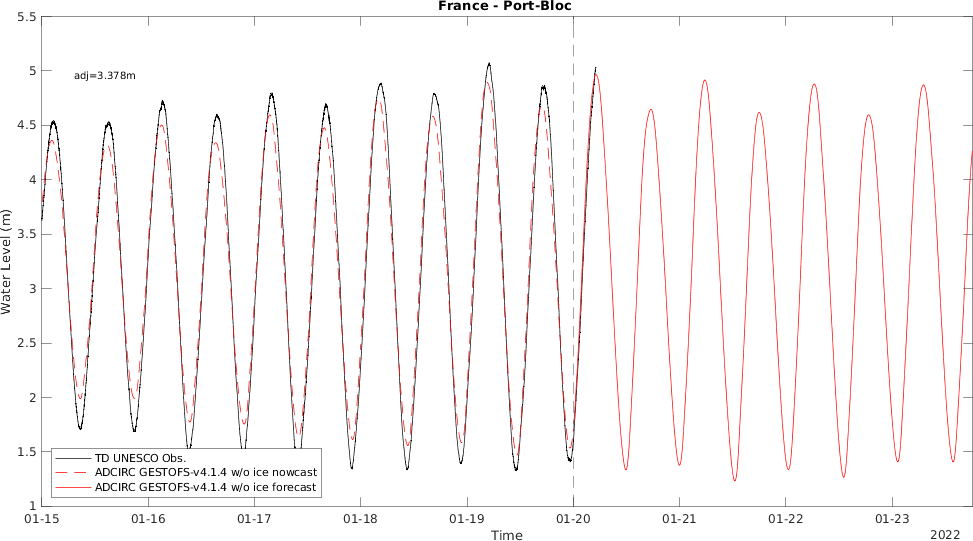 France - Port-Bloc
5.5
5
4.5
4
3.5
3
2.5
2
1.5
1
Water Level (m)
adj=3.378m
TD UNESCO Obs.
ADCIRC GESTOFS-v4.1.4 w/o ice nowcast
ADCIRC GESTOFS-v4.1.4 w/o ice forecast
01-15 01-16 01-17 01-18 01-19 01-20 01-21 01-22 01-23
Time
2022